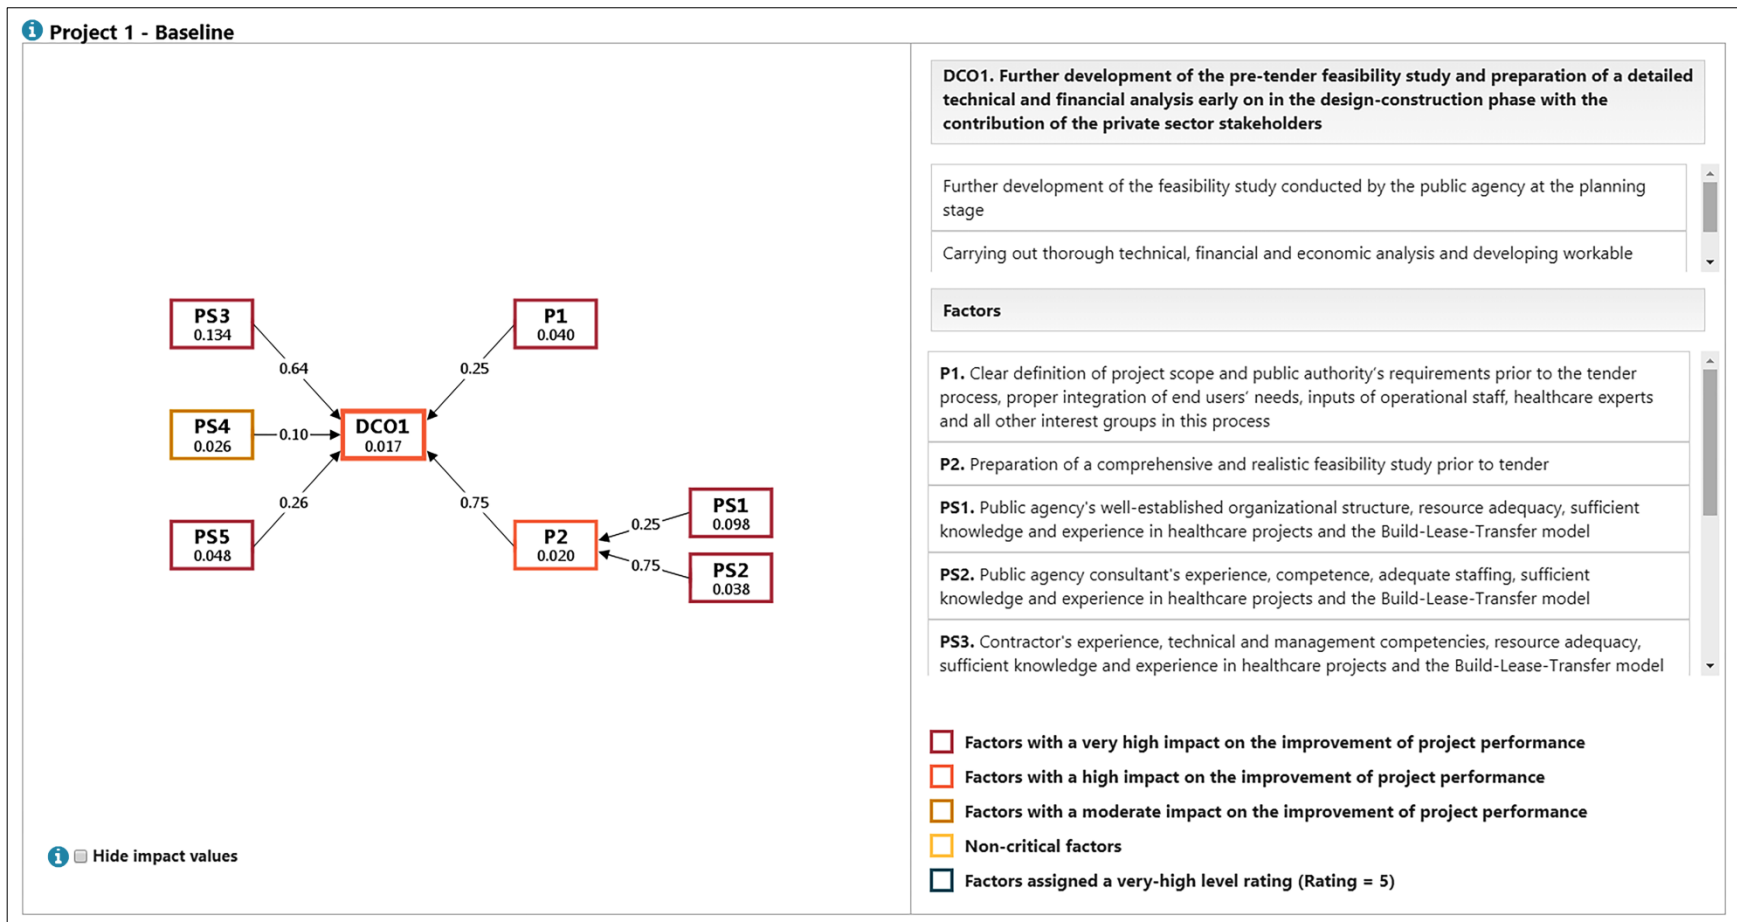 Project 1 - Baseline
PS3
0.134
P1
0.040
0.64
0.25
PS4
0.026
0.10
DCO1
0.017
0.26
0.75
PS5
0.048
P2
0.020
0.25
0.75
PS1
0.098
PS2
0.038
Hide impact values
DCO1. Further development of the pre-tender feasibility study and preparation of a detailed
technical and financial analysis early on in the design-construction phase with the
contribution of the private sector stakeholders
Further development of the feasibility study conducted by the public agency at the planning
stage
Carrying out thorough technical, financial and economic analysis and developing workable
Factors
P1. Clear definition of project scope and public authority's requirements prior to the tender
process, proper integration of end users' needs, inputs of operational staff, healthcare experts
and all other interest groups in this process
P2. Preparation of a comprehensive and realistic feasibility study prior to tender
PS1. Public agency's well-established organizational structure, resource adequacy, sufficient
knowledge and experience in healthcare projects and the Build-Lease-Transfer model
PS2. Public agency consultant's experience, competence, adequate staffing, sufficient
knowledge and experience in healthcare projects and the Build-Lease-Transfer model
PS3. Contractor's experience, technical and management competencies, resource adequacy,
sufficient knowledge and experience in healthcare projects and the Build-Lease-Transfer model
Factors with a very high impact on the improvement of project performance
Factors with a high impact on the improvement of project performance
Factors with a moderate impact on the improvement of project performance
Non-critical factors
Factors assigned a very-high level rating (Rating = 5)